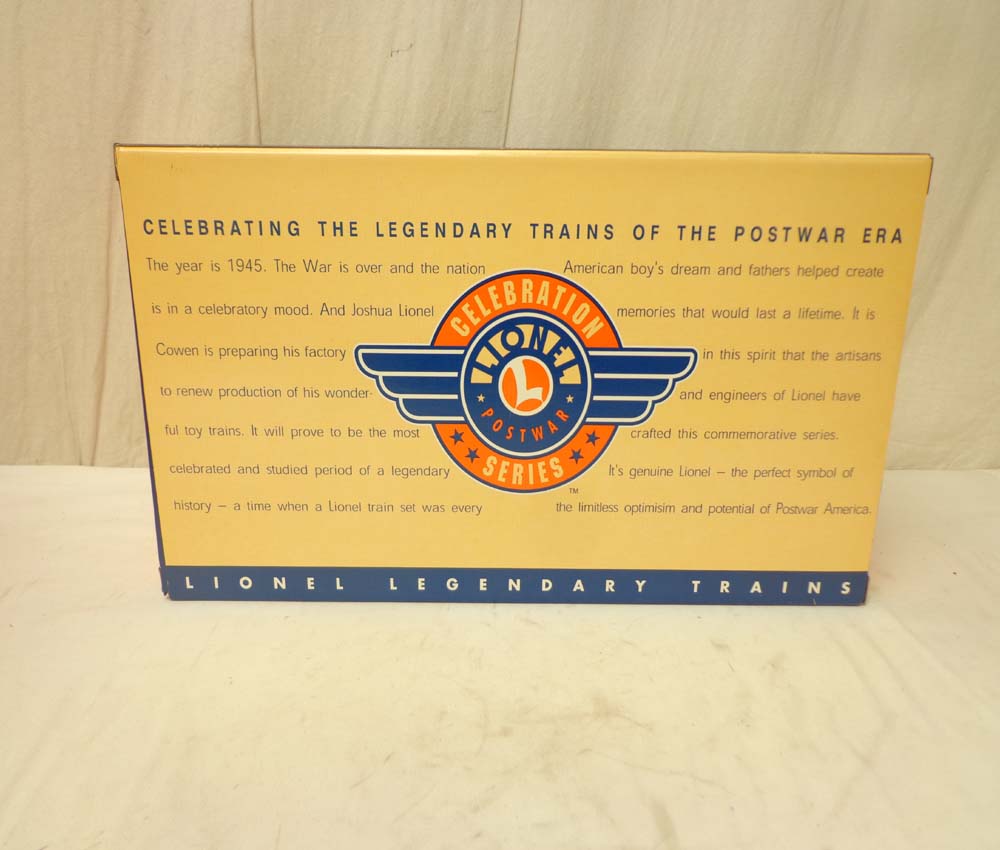 CELEBRATING THE LEGENDARY TRAINS OF THE POSTWAR ERA
The year is 1945. The War is over and the nation
is in a celebratory mood. And Joshua Lionel
Cowen is preparing his factory
to renew production of his wonder-
ful toy trains. It will prove to be the most
celebrated and studied period of a legendary
history – a time when a Lionel train set was every
American boy's dream and fathers helped create
memories that would last a lifetime. It is
in this spirit that the artisans
and engineers of Lionel have
crafted this commemorative series.
It's genuine Lionel – the perfect symbol of
the limitless optimisim and potential of Postwar America.
CELEBRATION
LIONEL
L
POSTWAR
SERIES
TM
LIONEL LEGENDARY TRAINS